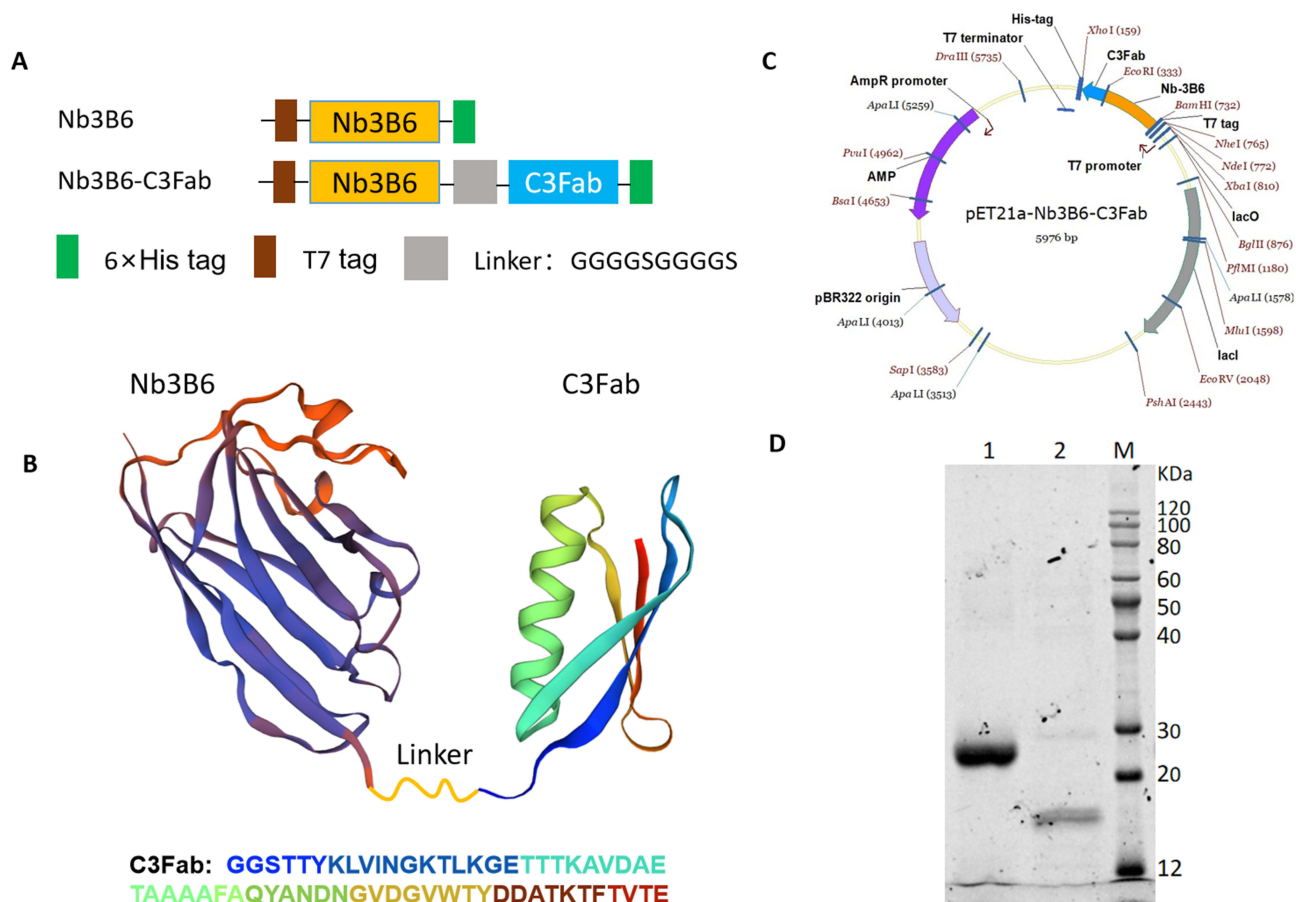 A
Nb3B6
Nb3B6
Nb3B6-C3Fab
Nb3B6
C3Fab
6×His tag
T7 tag
Linker: GGGGSGGGGS
B
Nb3B6
C3Fab
Linker
C3Fab: GGSTTYKLVINGKTLKGETTTKAVDAE
TAAAAFAQYANDNGVDGVWTYDDATKTFTVTE
C
His-tag
T7 terminator
DraIII (5735)
AmpR promoter
ApaLI (5259)
PvuI (4962)
AMP
BsaI (4653)
pBR322 origin
ApaLI (4013)
SapI (3583)
ApaLI (3513)
XhoI (159)
C3Fab
EcoRI (333)
Nb-3B6
BamHI (732)
T7 tag
NheI (765)
NdeI (772)
T7 promoter
XbaI (810)
lacO
BglII (876)
PflMI (1180)
ApaLI (1578)
MluI (1598)
lacI
EcoRV (2048)
PshAI (2443)
pET21a-Nb3B6-C3Fab
5976 bp
D
1 2 M
KDa
120
100
80
60
50
40
30
20
12